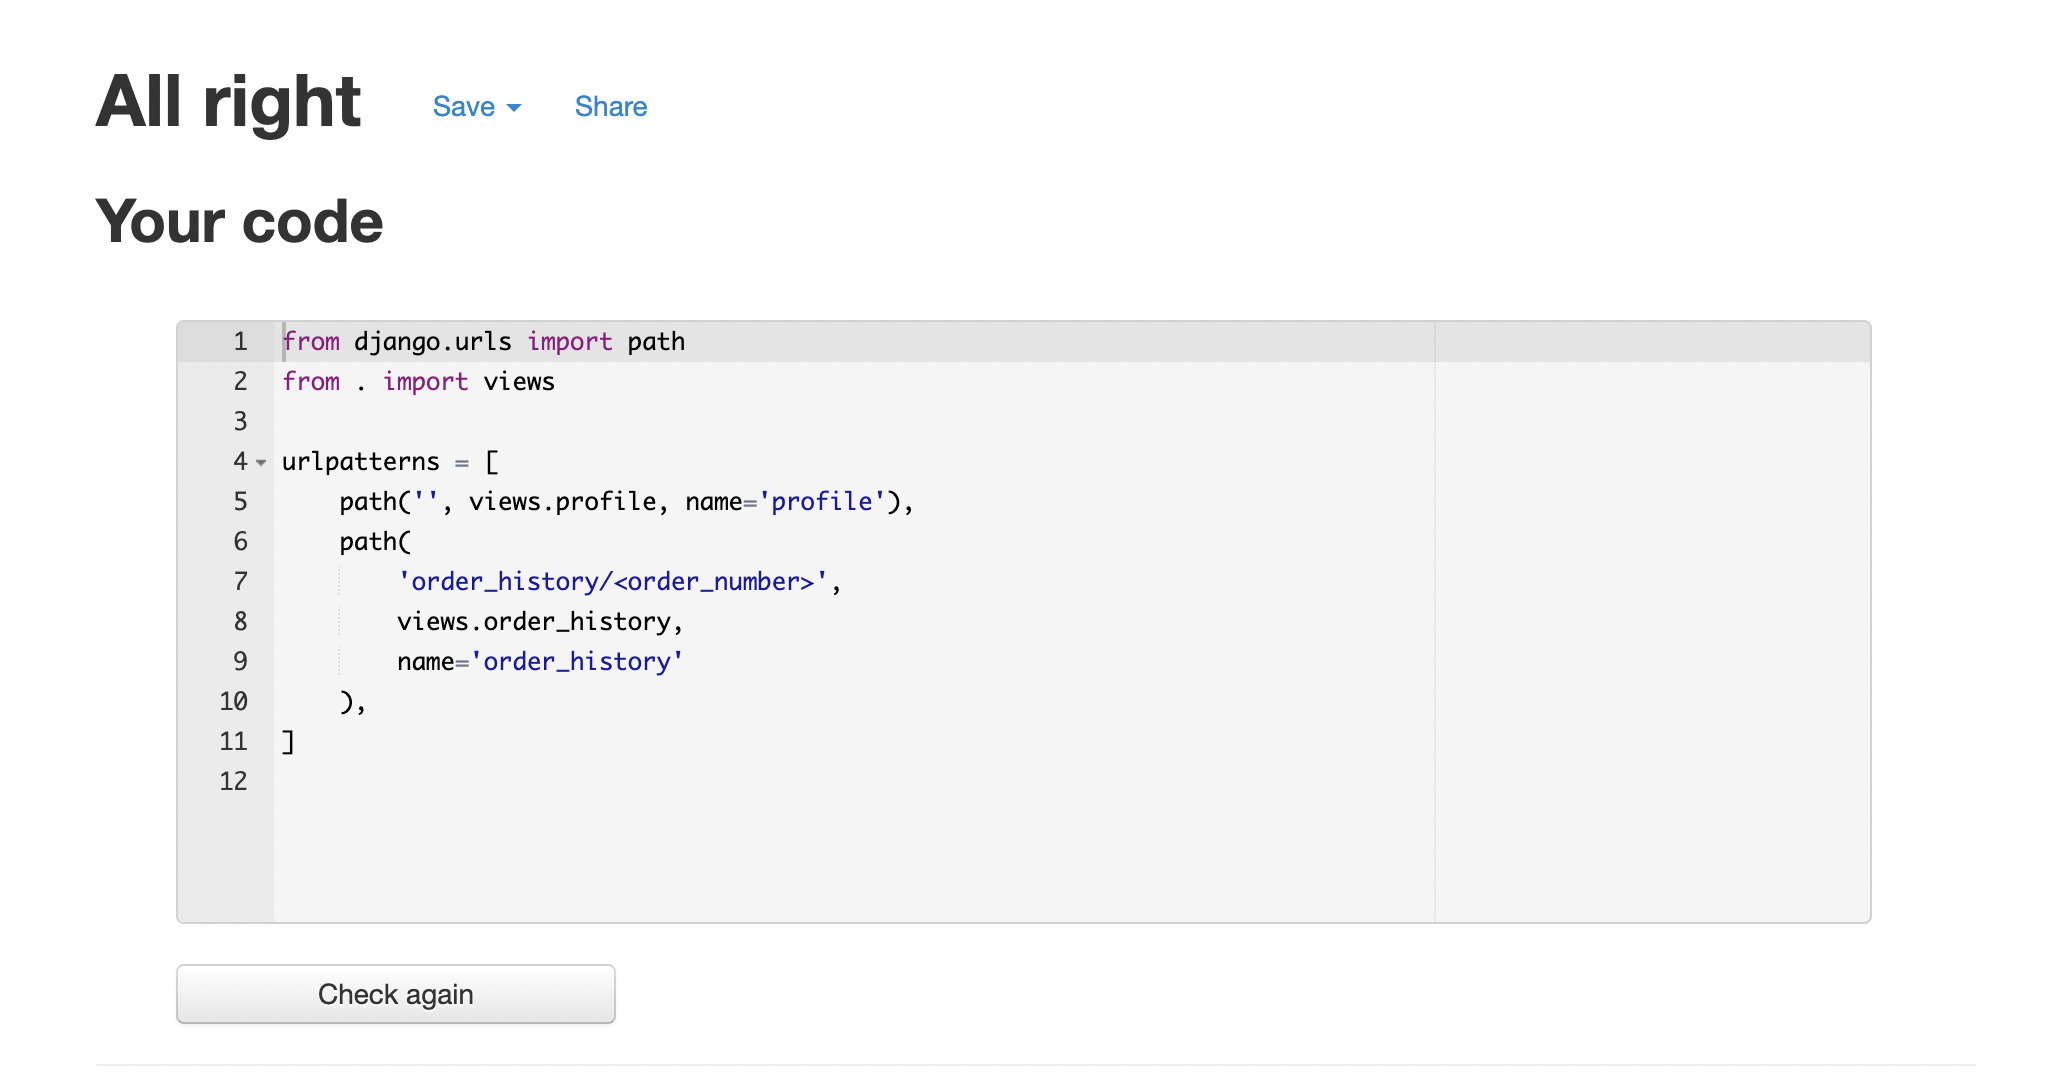 All right
Save
Share
Your code
1 from django.urls import path
2 from . import views
3
4 urlpatterns = [
5     path('', views.profile, name='profile'),
6     path(
7         'order_history/<order_number>',
8         views.order_history,
9         name='order_history'
10     ),
11 ]
12
Check again